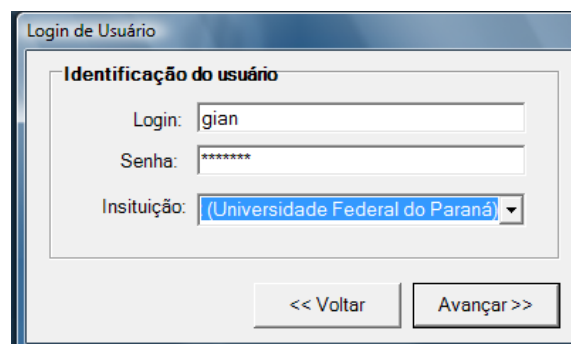 Login de Usuário
Identificação do usuário
Login: gian
Senha: *******
Insituição: (Universidade Federal do Paraná)
<< Voltar Avançar >>